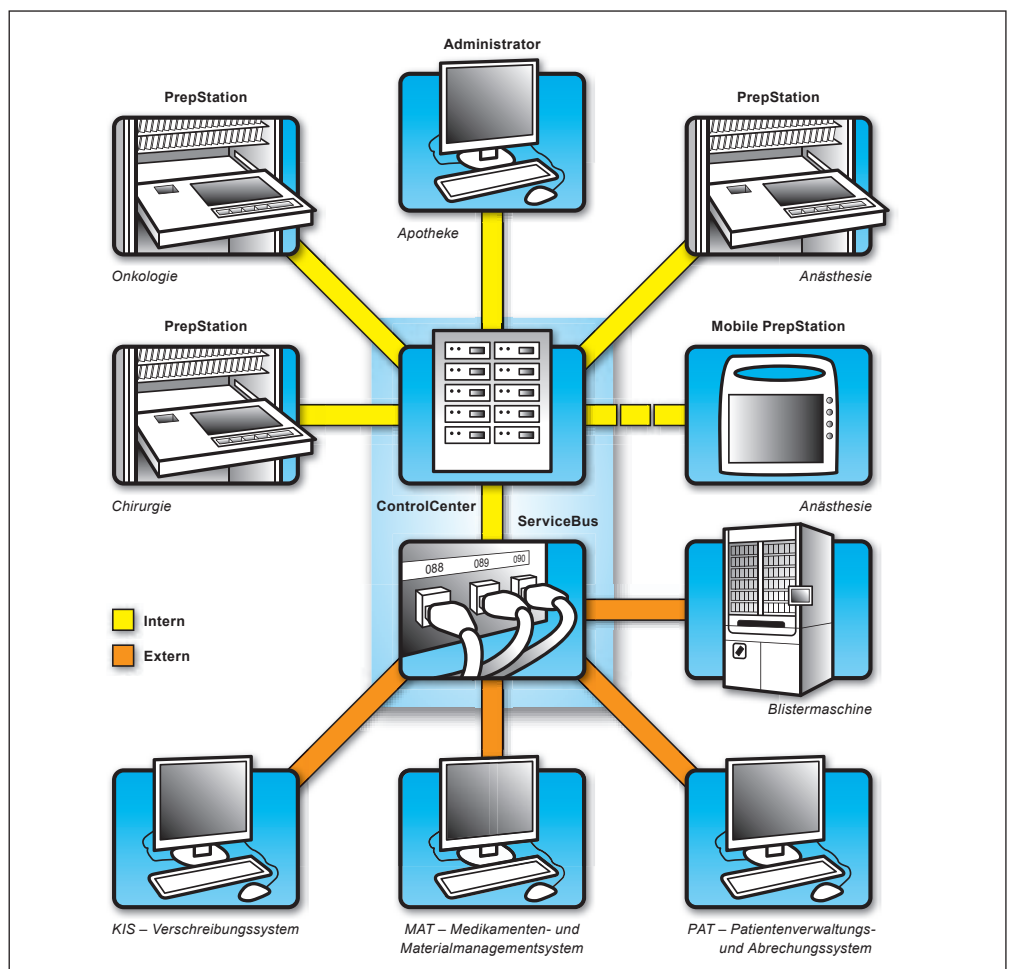 Administrator
PrepStation
PrepStation
Apotheke
Onkologie
Anästhesie
PrepStation
Mobile PrepStation
Chirurgie
ControlCenter
Anästhesie
ServiceBus
088 089 090
Intern
Extern
Blistermaschine
KIS – Verschreibungssystem
MAT – Medikamenten- und
Materialmanagementsystem
PAT – Patientenverwaltungs-
und Abrechungssystem